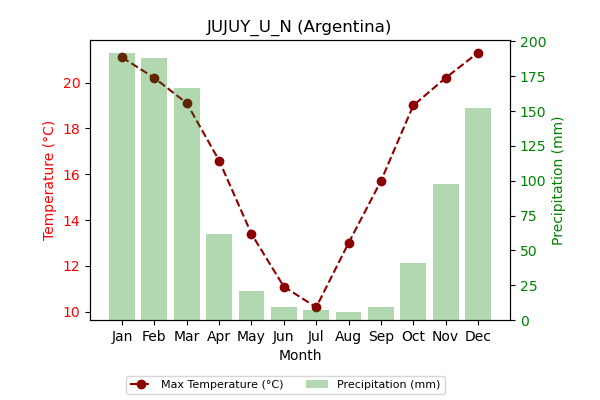 JUJUY_U_N (Argentina)
Temperature (°C)
20
18
16
14
12
10
200
175
150
125
100
75
50
25
0
Precipitation (mm)
Jan Feb Mar Apr May Jun Jul Aug Sep Oct Nov Dec
Month
Max Temperature (°C) Precipitation (mm)